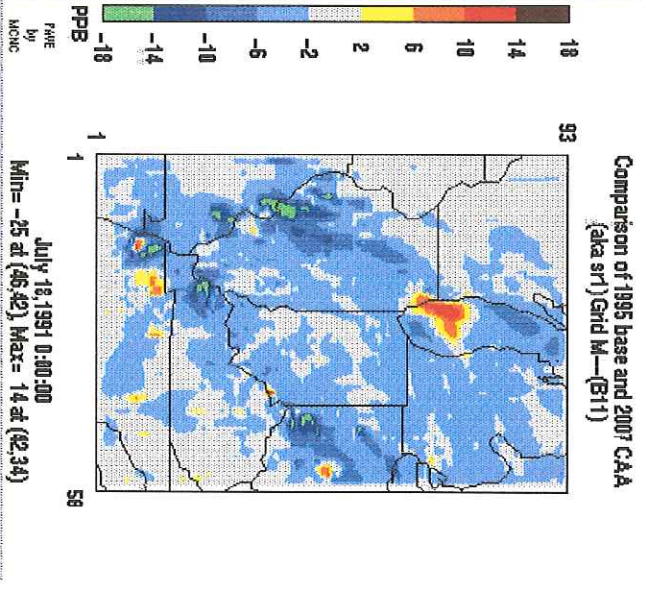 Comparison of 1995 base and 2007 CAA
(aka sr1) Grid M—(B11)
18
14
10
6
2
-2
-6
-10
-14
-18
PPB
93
1
1
58
PAVE
by
MCNC
July 18,1991 0:00:00
Min= -25 at (46,42), Max= 14 at (42,34)